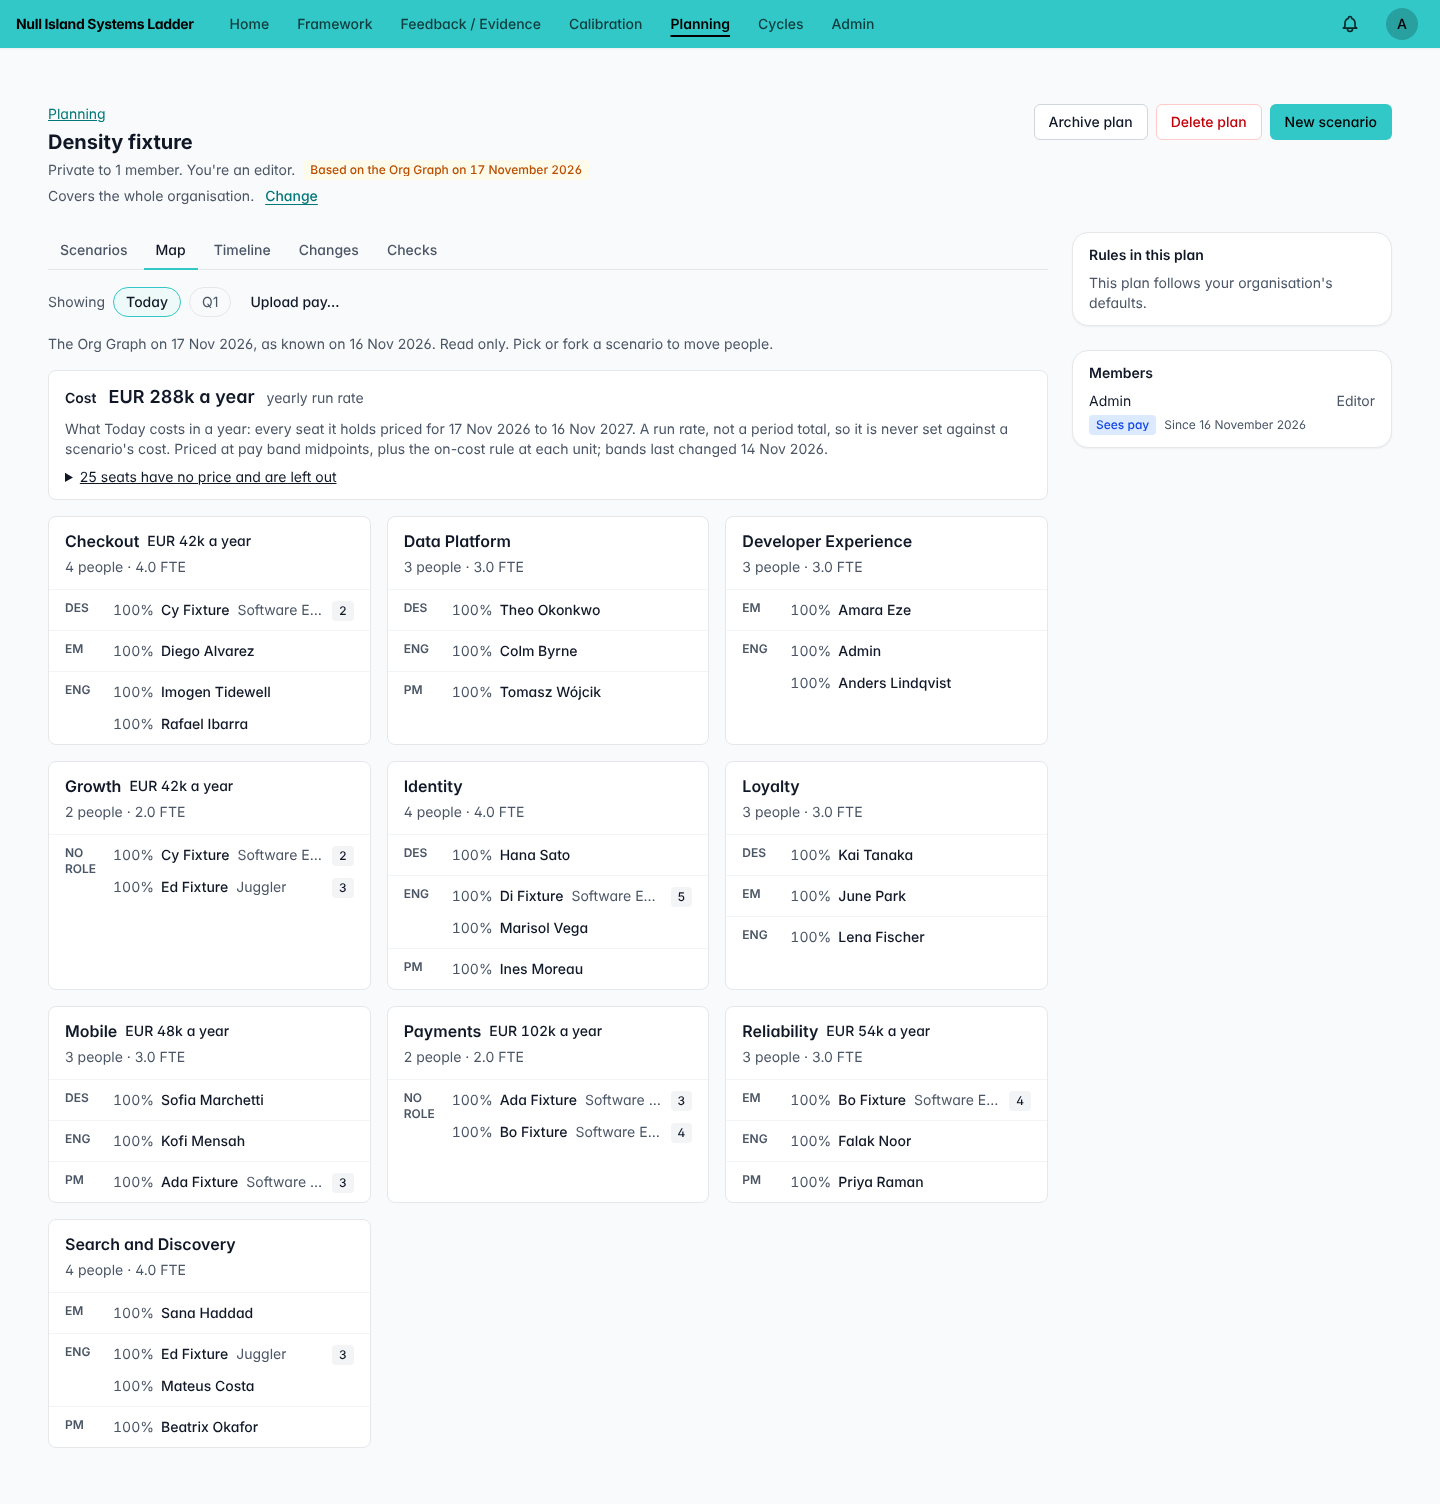 Null Island Systems Ladder Home Framework Feedback / Evidence Calibration Planning Cycles Admin A
Planning
Density fixture
Private to 1 member. You're an editor. Based on the Org Graph on 17 November 2026
Covers the whole organisation. Change
Archive plan Delete plan New scenario
Scenarios Map Timeline Changes Checks
Showing Today Q1 Upload pay...
The Org Graph on 17 Nov 2026, as known on 16 Nov 2026. Read only. Pick or fork a scenario to move people.
Cost EUR 288k a year yearly run rate
What Today costs in a year: every seat it holds priced for 17 Nov 2026 to 16 Nov 2027. A run rate, not a period total, so it is never set against a
scenario's cost. Priced at pay band midpoints, plus the on-cost rule at each unit; bands last changed 14 Nov 2026.
25 seats have no price and are left out
Checkout EUR 42k a year
4 people · 4.0 FTE
DES 100% Cy Fixture Software E... 2
EM 100% Diego Alvarez
ENG 100% Imogen Tidewell
100% Rafael Ibarra
Data Platform
3 people · 3.0 FTE
DES 100% Theo Okonkwo
ENG 100% Colm Byrne
PM 100% Tomasz Wójcik
Developer Experience
3 people · 3.0 FTE
EM 100% Amara Eze
ENG 100% Admin
100% Anders Lindqvist
Growth EUR 42k a year
2 people · 2.0 FTE
NO ROLE 100% Cy Fixture Software E... 2
100% Ed Fixture Juggler 3
Identity
4 people · 4.0 FTE
DES 100% Hana Sato
ENG 100% Di Fixture Software E... 5
100% Marisol Vega
PM 100% Ines Moreau
Loyalty
3 people · 3.0 FTE
DES 100% Kai Tanaka
EM 100% June Park
ENG 100% Lena Fischer
Mobile EUR 48k a year
3 people · 3.0 FTE
DES 100% Sofia Marchetti
ENG 100% Kofi Mensah
PM 100% Ada Fixture Software ... 3
Payments EUR 102k a year
2 people · 2.0 FTE
NO ROLE 100% Ada Fixture Software ... 3
100% Bo Fixture Software E... 4
Reliability EUR 54k a year
3 people · 3.0 FTE
EM 100% Bo Fixture Software E... 4
ENG 100% Falak Noor
PM 100% Priya Raman
Search and Discovery
4 people · 4.0 FTE
EM 100% Sana Haddad
ENG 100% Ed Fixture Juggler 3
100% Mateus Costa
PM 100% Beatrix Okafor
Rules in this plan
This plan follows your organisation's
defaults.
Members
Admin Editor
Sees pay Since 16 November 2026